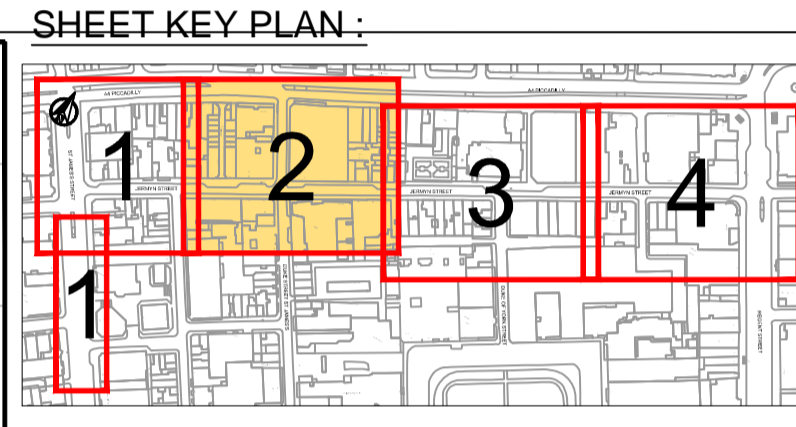 SHEET KEY PLAN :
A4 PICCADILLY
A4 PICCADILLY
1
2
3
4
ST JAMES'S STREET
JERMYN STREET
JERMYN STREET
JERMYN STREET
1
DUKE STREET ST JAMES'S
DUKE OF YORK STREET
REGENT STREET